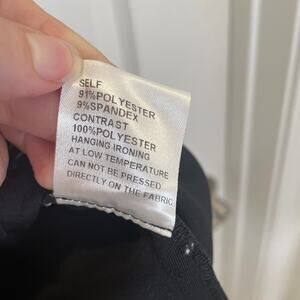 SELF
91%POLYESTER
9%SPANDEX
CONTRAST
100%POLYESTER
HANGING IRONING
AT LOW TEMPERATURE
CAN NOT BE PRESSED
DIRECTLY ON THE FABRIC